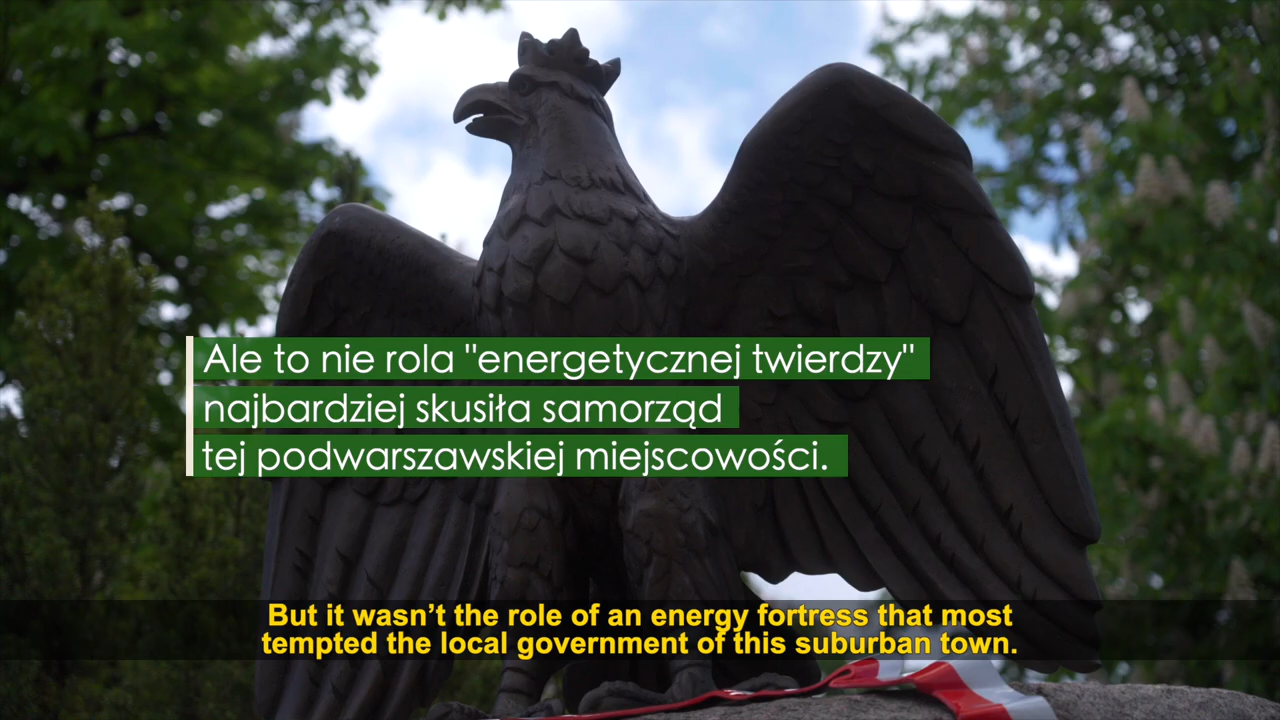 Ale to nie rola "energetycznej twierdzy"
najbardziej skusiła samorząd
tej podwarszawskiej miejscowości.
But it wasn’t the role of an energy fortress that most
tempted the local government of this suburban town.